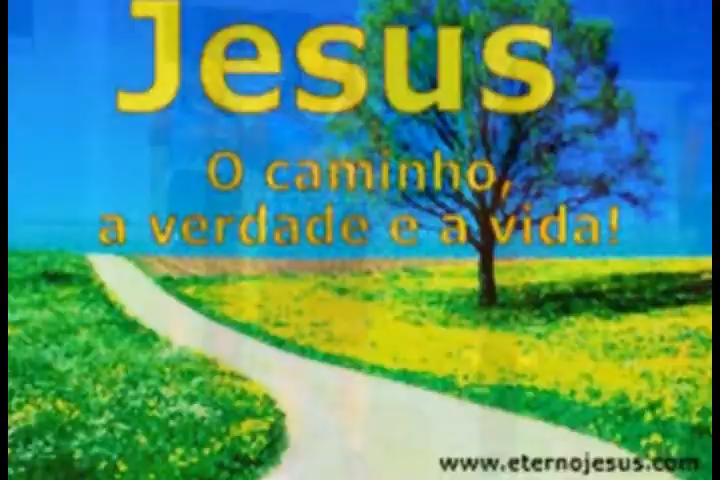 Jesus
O caminho,
a verdade e a vida!
www.eternojesus.com